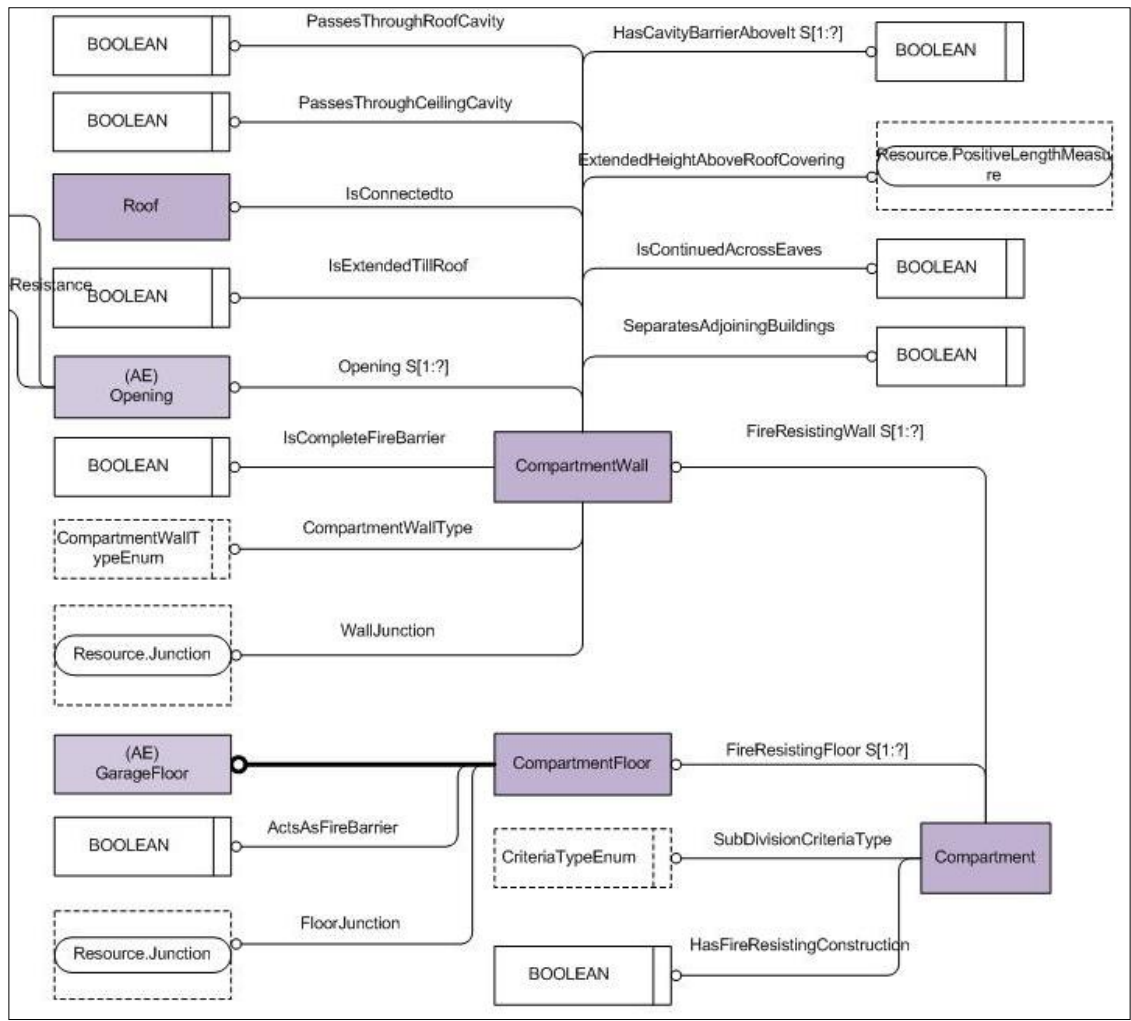 BOOLEAN
PassesThroughRoofCavity
HasCavityBarrierAboveIt S[1:?]
BOOLEAN
BOOLEAN
PassesThroughCeilingCavity
ExtendedHeightAboveRoofCovering
Resource.PositiveLengthMeasu
re
Roof
IsConnectedto
IsContinuedAcrossEaves
BOOLEAN
Resistance
BOOLEAN
IsExtendedTillRoof
SeparatesAdjoiningBuildings
BOOLEAN
(AE)
Opening
Opening S[1:?]
BOOLEAN
IsCompleteFireBarrier
CompartmentWall
FireResistingWall S[1:?]
CompartmentWallT
ypeEnum
CompartmentWallType
Resource.Junction
WallJunction
(AE)
GarageFloor
CompartmentFloor
FireResistingFloor S[1:?]
BOOLEAN
ActsAsFireBarrier
CriteriaTypeEnum
SubDivisionCriteriaType
Compartment
Resource.Junction
FloorJunction
BOOLEAN
HasFireResistingConstruction